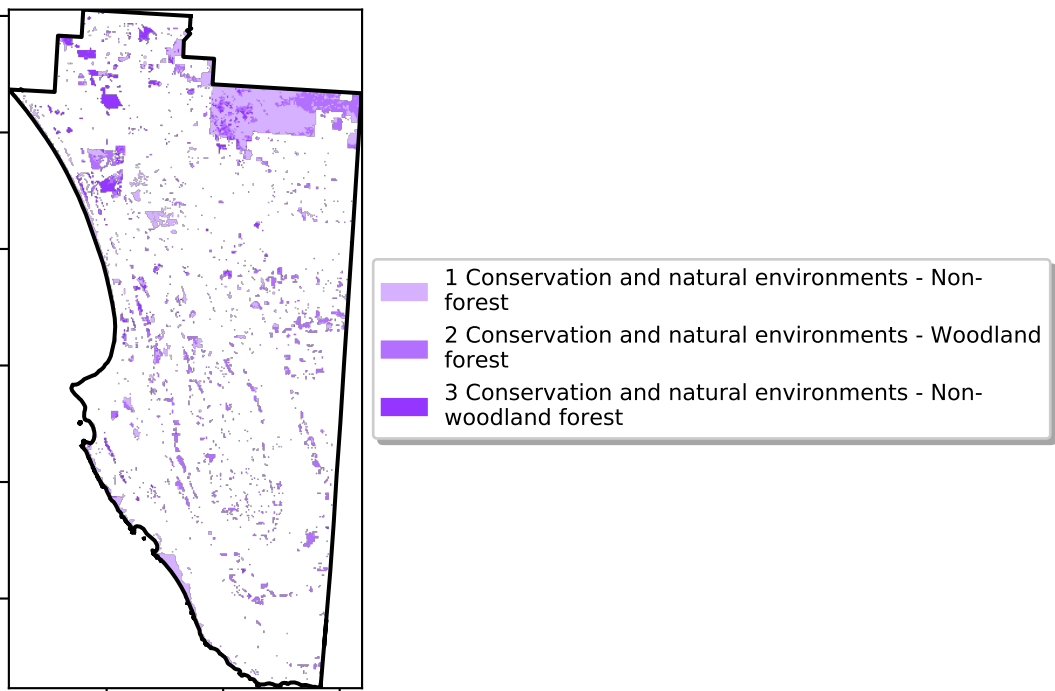 1 Conservation and natural environments - Non-
forest
2 Conservation and natural environments - Woodland
forest
3 Conservation and natural environments - Non-
woodland forest